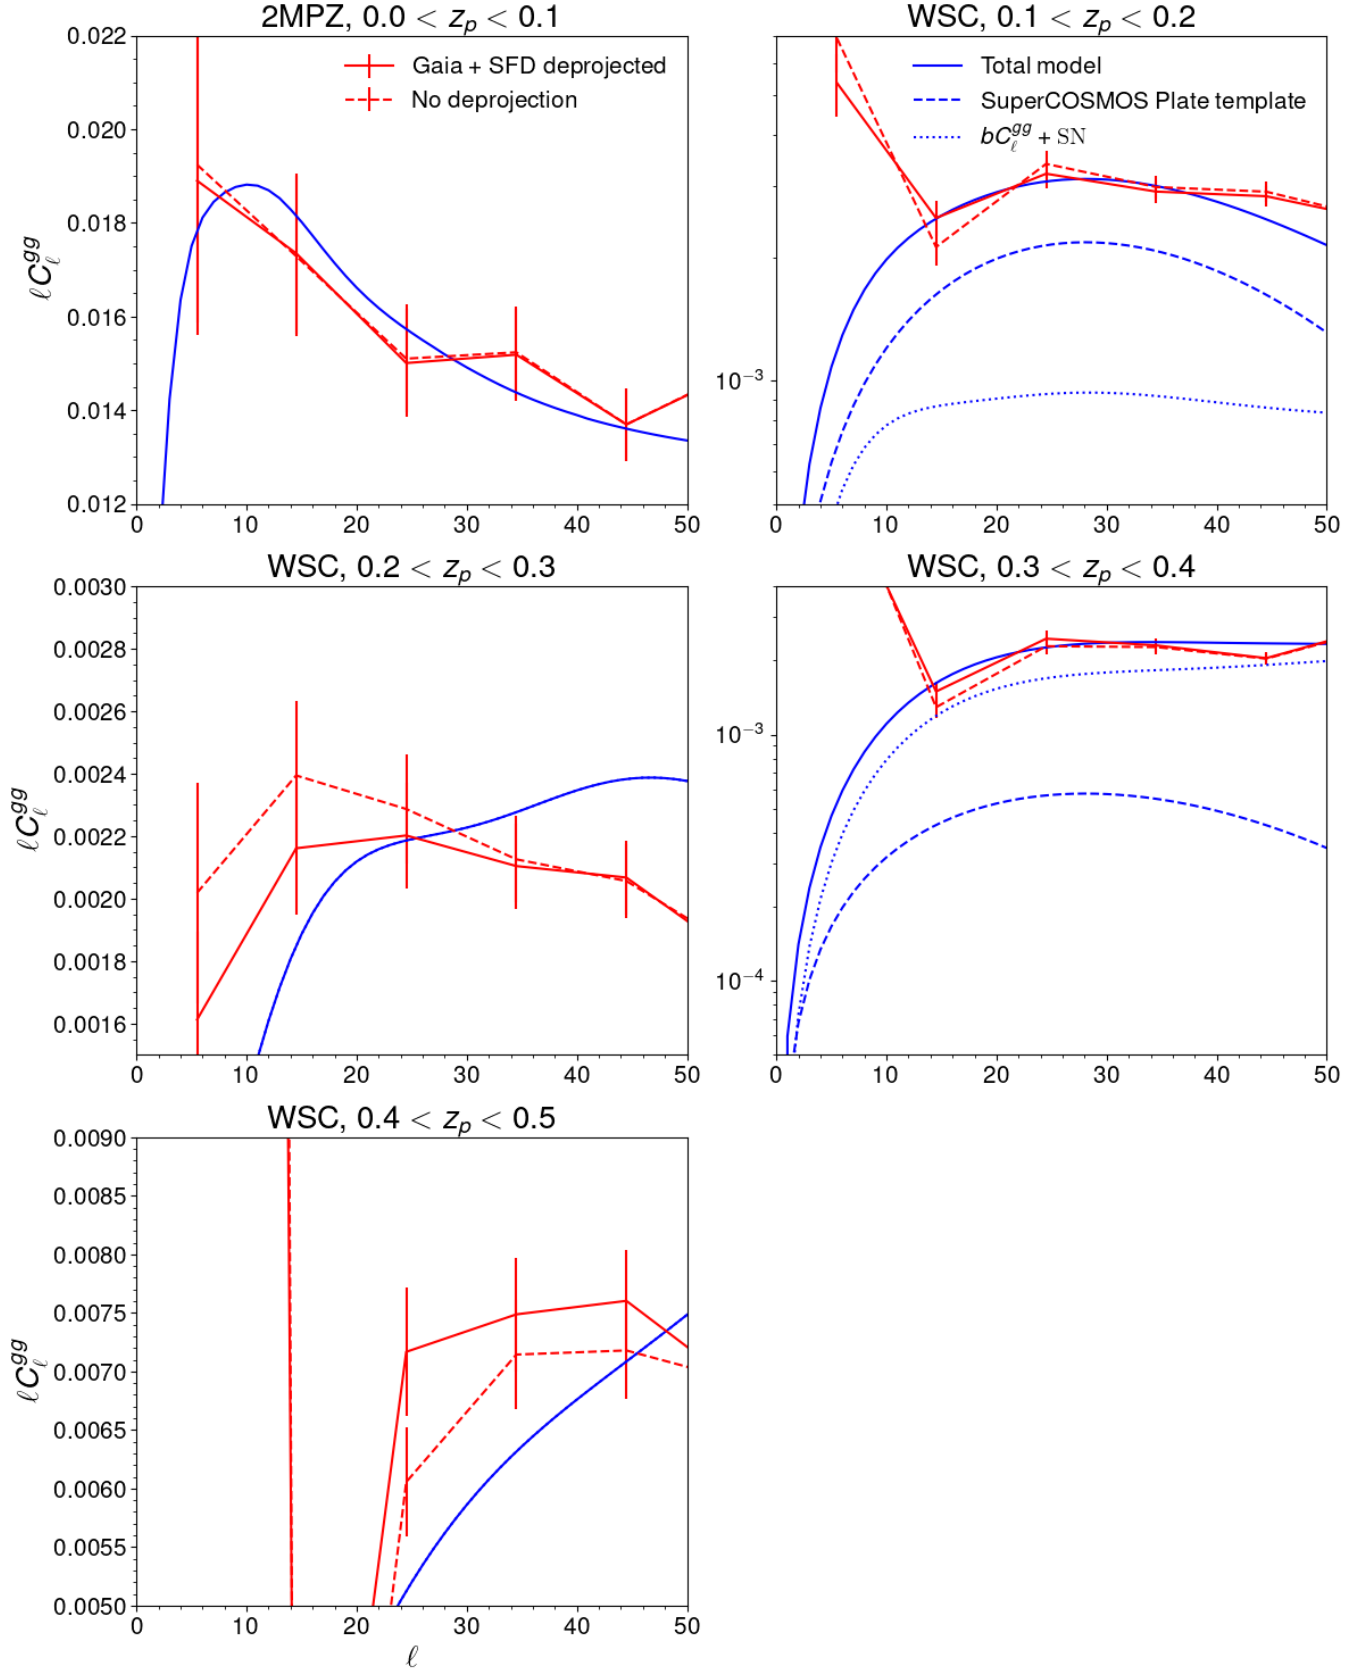 2MPZ, 0.0 < z_p < 0.1
0.022
0.020
0.018
0.016
0.014
0.012
ℓC_ℓ^{gg}
Gaia + SFD deprojected
No deprojection
0 10 20 30 40 50
WSC, 0.1 < z_p < 0.2
10^{−3}
Total model
SuperCOSMOS Plate template
bC_ℓ^{gg} + SN
0 10 20 30 40 50
WSC, 0.2 < z_p < 0.3
0.0030
0.0028
0.0026
0.0024
0.0022
0.0020
0.0018
0.0016
ℓC_ℓ^{gg}
0 10 20 30 40 50
WSC, 0.3 < z_p < 0.4
10^{−3}
10^{−4}
0 10 20 30 40 50
WSC, 0.4 < z_p < 0.5
0.0090
0.0085
0.0080
0.0075
0.0070
0.0065
0.0060
0.0055
0.0050
ℓC_ℓ^{gg}
0 10 20 30 40 50
ℓ